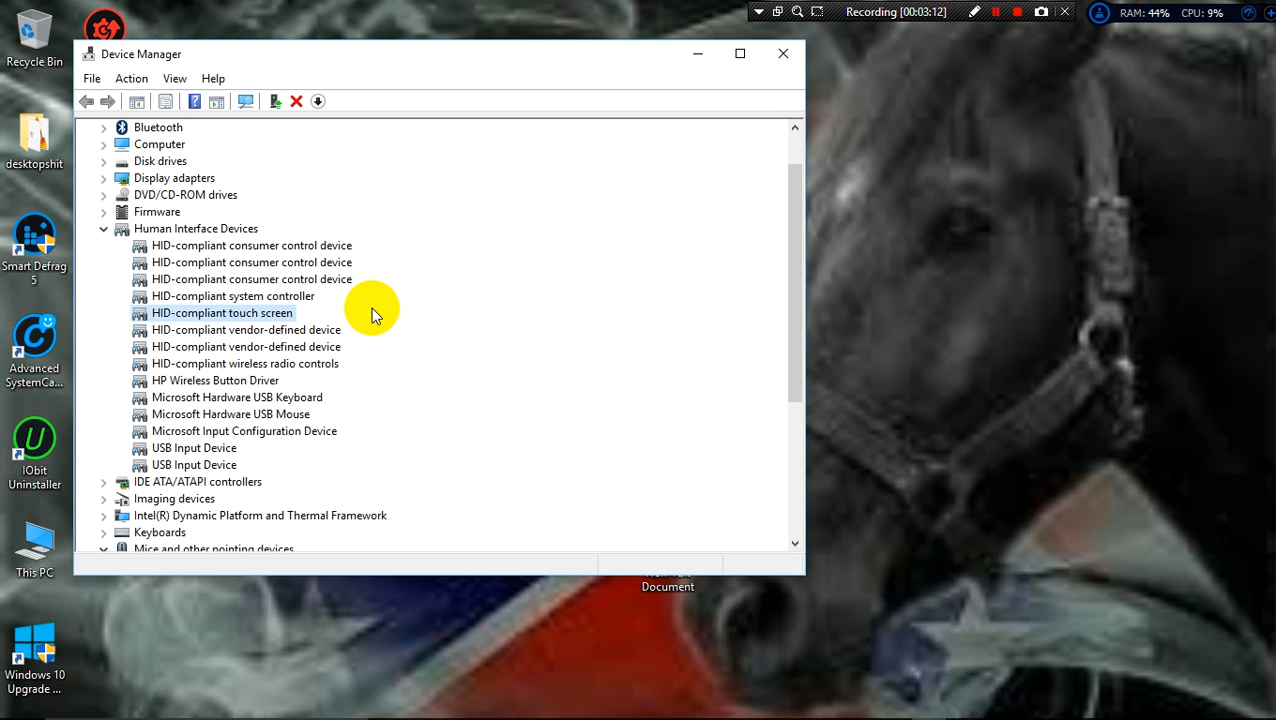 Recording [00:03:12]
RAM: 44% CPU: 9%
Recycle Bin
desktopshit
Smart Defrag
5
Advanced
SystemCa...
IObit
Uninstaller
This PC
Windows 10
Upgrade ...
Device Manager
File Action View Help
Bluetooth
Computer
Disk drives
Display adapters
DVD/CD-ROM drives
Firmware
Human Interface Devices
HID-compliant consumer control device
HID-compliant consumer control device
HID-compliant consumer control device
HID-compliant system controller
HID-compliant touch screen
HID-compliant vendor-defined device
HID-compliant vendor-defined device
HID-compliant wireless radio controls
HP Wireless Button Driver
Microsoft Hardware USB Keyboard
Microsoft Hardware USB Mouse
Microsoft Input Configuration Device
USB Input Device
USB Input Device
IDE ATA/ATAPI controllers
Imaging devices
Intel(R) Dynamic Platform and Thermal Framework
Keyboards
Mice and other pointing devices
Document